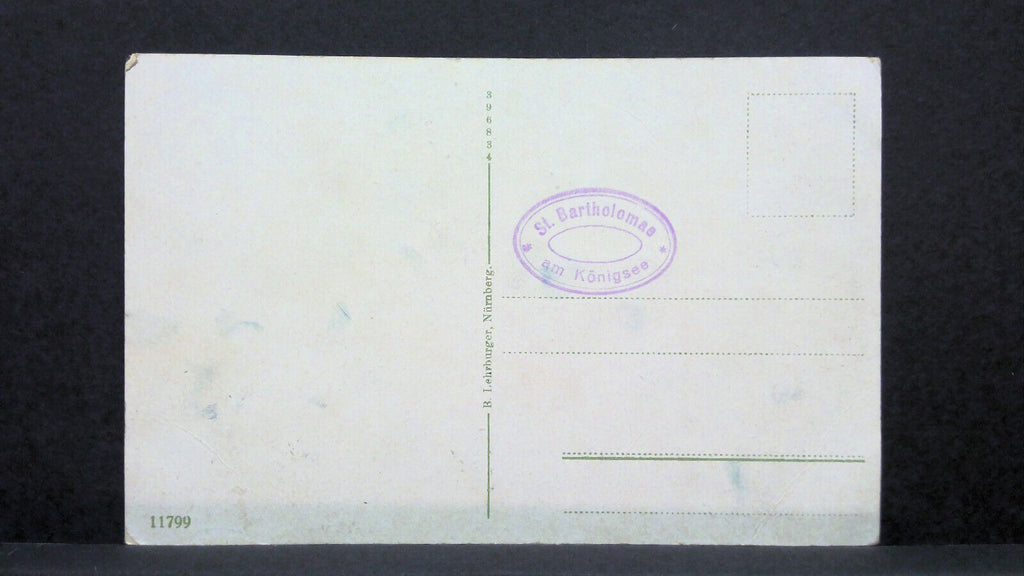 396834
B. Lehrburger, Nürnberg.
St. Bartholomae
am Königsee
11799